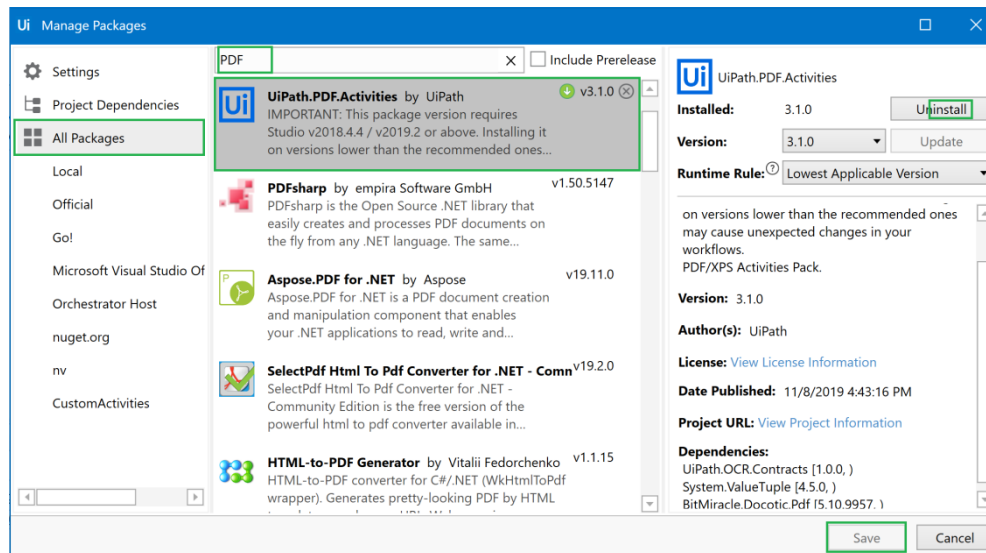 Ui Manage Packages
Settings
Project Dependencies
All Packages
Local
Official
Go!
Microsoft Visual Studio Of
Orchestrator Host
nuget.org
nv
CustomActivities
PDF
Include Prerelease
Ui
UiPath.PDF.Activities by UiPath v3.1.0
IMPORTANT: This package version requires
Studio v2018.4.4 / v2019.2 or above. Installing it
on versions lower than the recommended ones...
PDFsharp by empira Software GmbH v1.50.5147
PDFsharp is the Open Source .NET library that
easily creates and processes PDF documents on
the fly from any .NET language. The same...
Aspose.PDF for .NET by Aspose v19.11.0
Aspose.PDF for .NET is a PDF document creation
and manipulation component that enables
your .NET applications to read, write and...
SelectPdf Html To Pdf Converter for .NET - Comn v19.2.0
SelectPdf Html To Pdf Converter for .NET -
Community Edition is the free version of the
powerful html to pdf converter available in...
HTML-to-PDF Generator by Vitalii Fedorchenko v1.1.15
HTML-to-PDF converter for C#/.NET (WkHtmlToPdf
wrapper). Generates pretty-looking PDF by HTML
Ui UiPath.PDF.Activities
Installed: 3.1.0 Uninstall
Version: 3.1.0 Update
Runtime Rule: ? Lowest Applicable Version
on versions lower than the recommended ones
may cause unexpected changes in your
workflows.
PDF/XPS Activities Pack.
Version: 3.1.0
Author(s): UiPath
License: View License Information
Date Published: 11/8/2019 4:43:16 PM
Project URL: View Project Information
Dependencies:
UiPath.OCR.Contracts [1.0.0, )
System.ValueTuple [4.5.0, )
BitMiracle.Docotic.Pdf [5.10.9957, )
Save Cancel